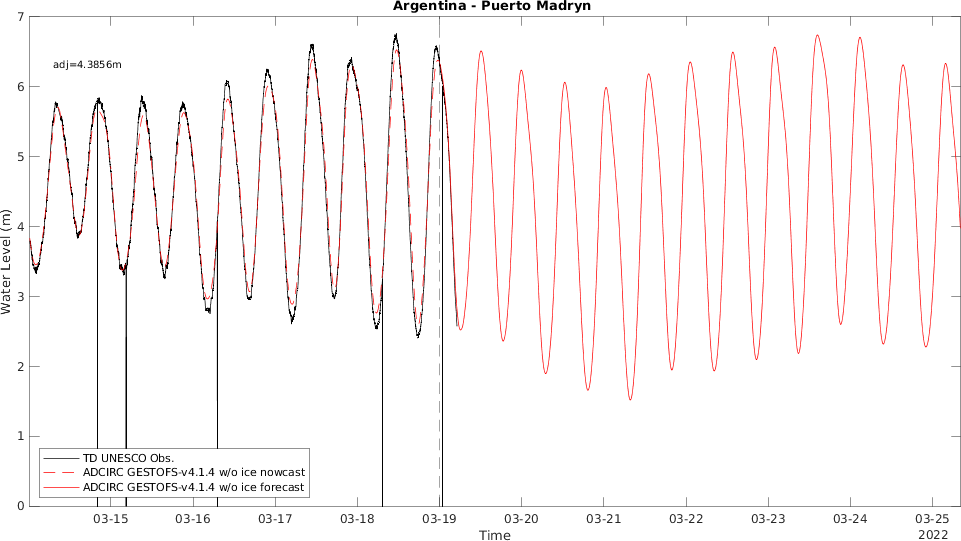 Argentina - Puerto Madryn
7
adj=4.3856m
6
5
4
3
2
1
0
Water Level (m)
TD UNESCO Obs.
ADCIRC GESTOFS-v4.1.4 w/o ice nowcast
ADCIRC GESTOFS-v4.1.4 w/o ice forecast
03-15 03-16 03-17 03-18 03-19 03-20 03-21 03-22 03-23 03-24 03-25
Time
2022